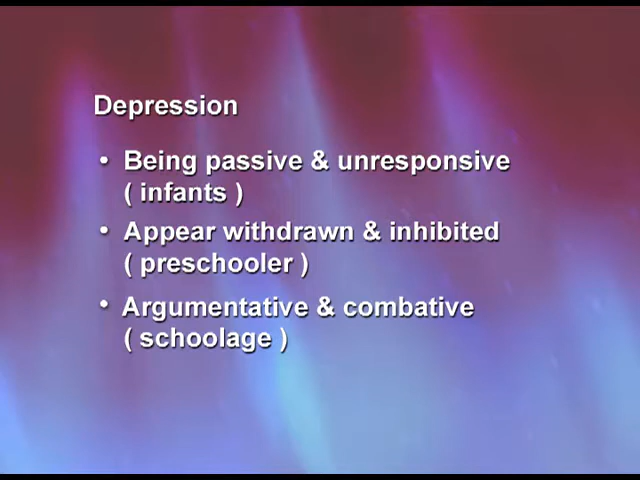 Depression
• Being passive & unresponsive
( infants )
• Appear withdrawn & inhibited
( preschooler )
• Argumentative & combative
( schoolage )